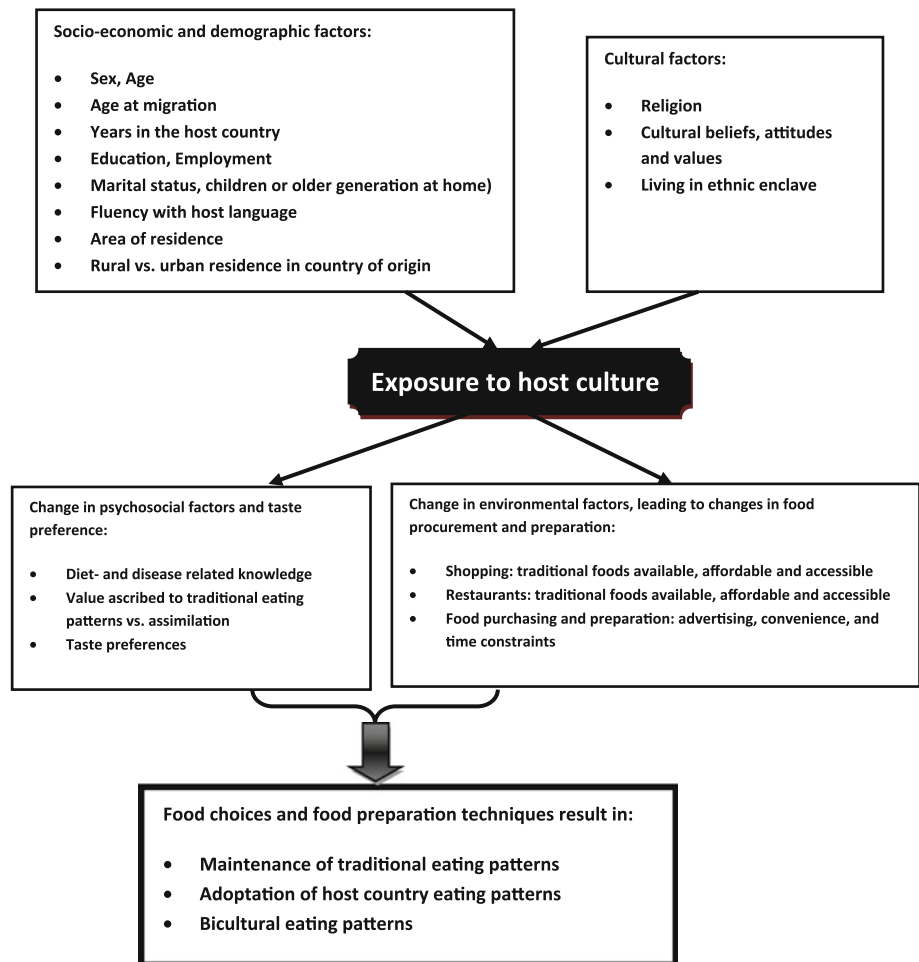 Socio-economic and demographic factors:
• Sex, Age
• Age at migration
• Years in the host country
• Education, Employment
• Marital status, children or older generation at home)
• Fluency with host language
• Area of residence
• Rural vs. urban residence in country of origin
Cultural factors:
• Religion
• Cultural beliefs, attitudes
and values
• Living in ethnic enclave
Exposure to host culture
Change in psychosocial factors and taste
preference:
• Diet- and disease related knowledge
• Value ascribed to traditional eating
patterns vs. assimilation
• Taste preferences
Change in environmental factors, leading to changes in food
procurement and preparation:
• Shopping: traditional foods available, affordable and accessible
• Restaurants: traditional foods available, affordable and accessible
• Food purchasing and preparation: advertising, convenience, and
time constraints
Food choices and food preparation techniques result in:
• Maintenance of traditional eating patterns
• Adoptation of host country eating patterns
• Bicultural eating patterns